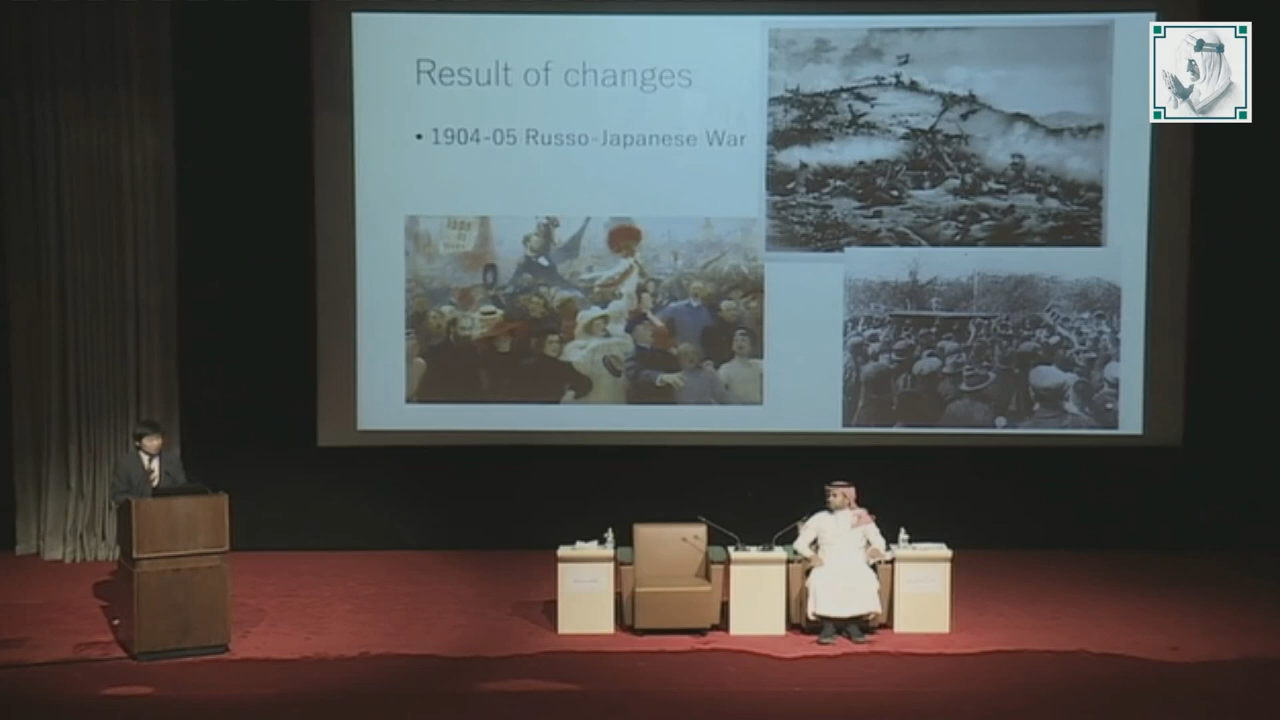 Result of changes
• 1904-05 Russo-Japanese War